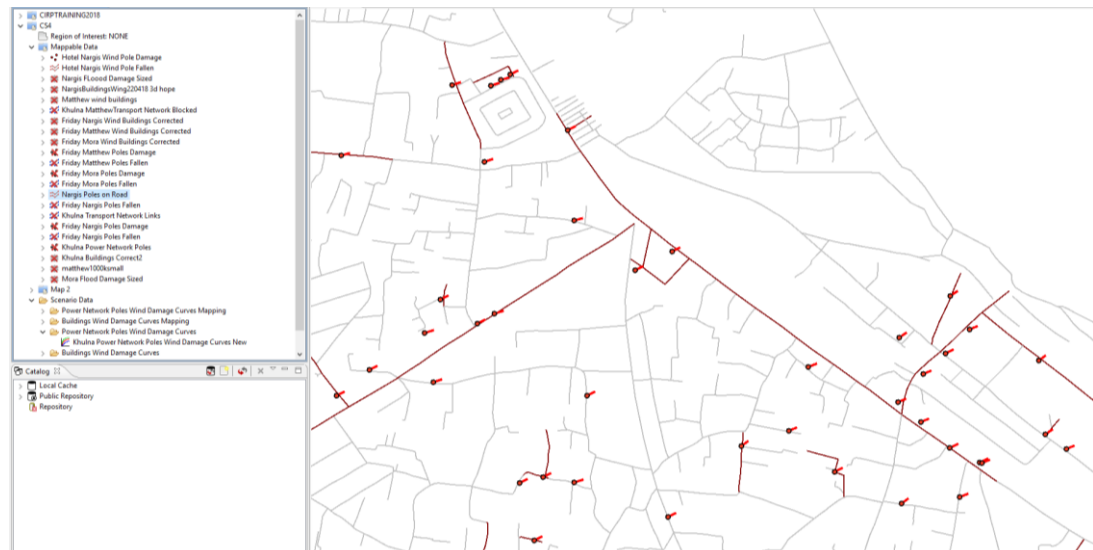 CIRPTRAINING2018
CS4
Region of Interest: NONE
Mappable Data
Hotel Nargis Wind Pole Damage
Hotel Nargis Wind Pole Fallen
Nargis FLoood Damage Sized
NargisBuildingsWing220418 3d hope
Matthew wind buildings
Khulna MatthewTransport Network Blocked
Friday Nargis Wind Buildings Corrected
Friday Matthew Wind Buildings Corrected
Friday Mora Wind Buildings Corrected
Friday Matthew Poles Damage
Friday Matthew Poles Fallen
Friday Mora Poles Damage
Friday Mora Poles Fallen
Nargis Poles on Road
Friday Nargis Poles Fallen
Khulna Transport Network Links
Friday Nargis Poles Damage
Friday Nargis Poles Fallen
Khulna Power Network Poles
Khulna Buildings Correct2
matthew1000ksmall
Mora Flood Damage Sized
Map 2
Scenario Data
Power Network Poles Wind Damage Curves Mapping
Buildings Wind Damage Curves Mapping
Power Network Poles Wind Damage Curves
Khulna Power Network Poles Wind Damage Curves New
Buildings Wind Damage Curves
Catalog
Local Cache
Public Repository
Repository